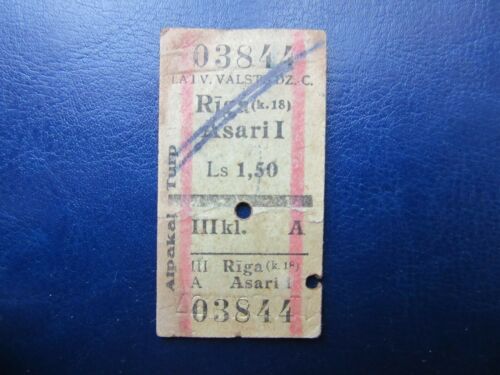 03844
LATV. VALSTS DZ. C.
Rīga (k. 18)
Asari I
Ls 1,50
III kl. A
III Rīga (k. 18)
A Asari I
03844
Atpakaļ Turp